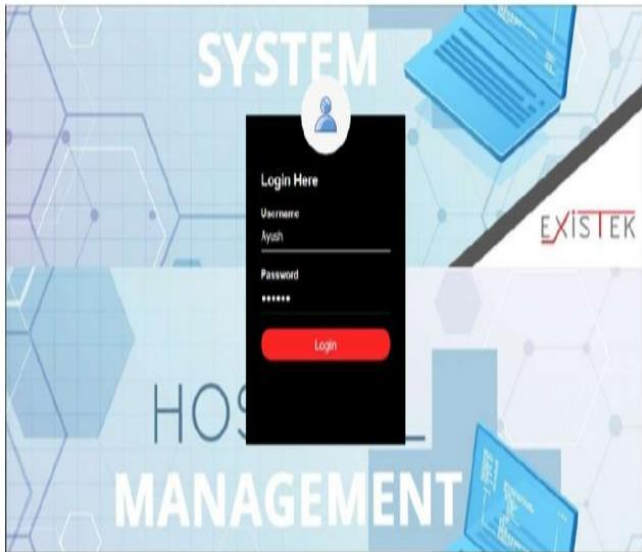 SYSTEM
Login Here
Username
Ayush
EXISTEK
Password
••••••
Login
HOS L
MANAGEMENT